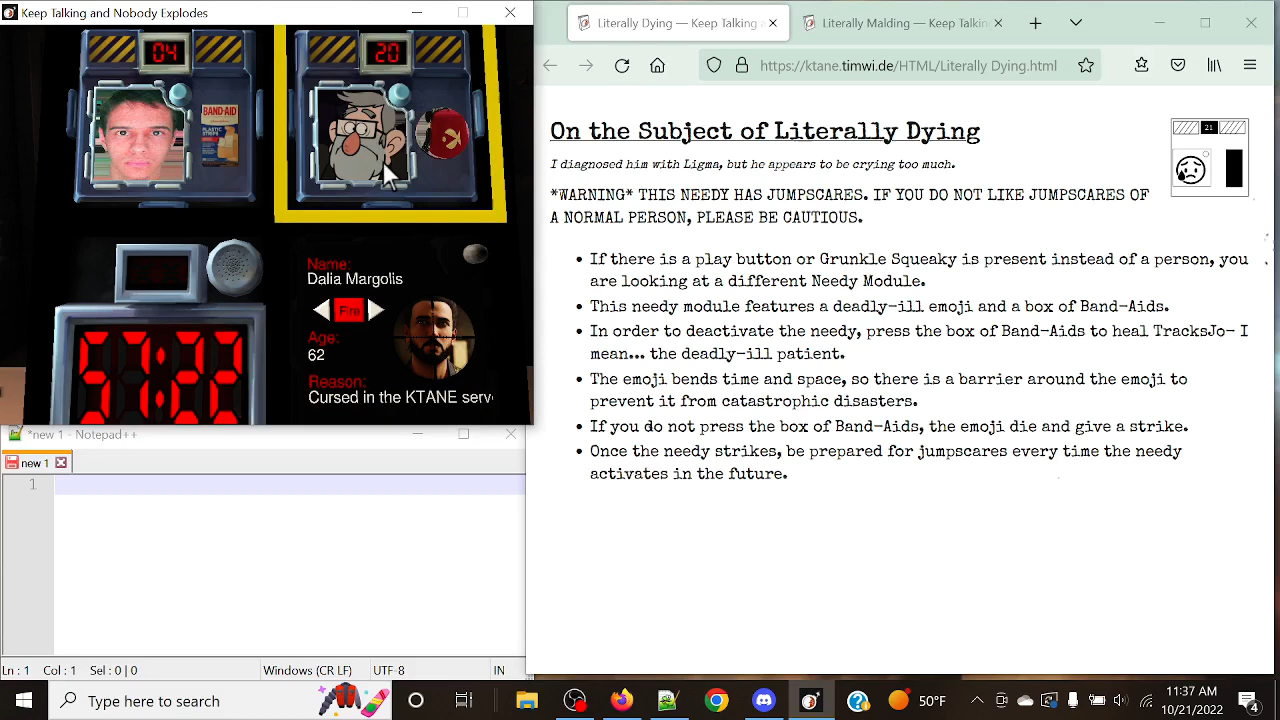 Keep Talking and Nobody Explodes
04
20
BAND-AID
PLASTIC
STRIPS
Name:
Dalia Margolis
Fire
Age:
62
Reason:
Cursed in the KTANE serv
*new 1 - Notepad++
new 1
1
Ln : 1 Col : 1 Sel : 0 | 0 Windows (CR LF) UTF-8 IN
Literally Dying — Keep Talking a
Literally Malding — Keep Talkin
https://ktane.timwi.de/HTML/Literally Dying.html
On the Subject of Literally Dying
21
I diagnosed him with Ligma, but he appears to be crying too much.
*WARNING* THIS NEEDY HAS JUMPSCARES. IF YOU DO NOT LIKE JUMPSCARES OF
A NORMAL PERSON, PLEASE BE CAUTIOUS.
• If there is a play button or Grunkle Squeaky is present instead of a person, you
are looking at a different Needy Module.
• This needy module features a deadly-ill emoji and a box of Band-Aids.
• In order to deactivate the needy, press the box of Band-Aids to heal TracksJo- I
mean... the deadly-ill patient.
• The emoji bends time and space, so there is a barrier around the emoji to
prevent it from catastrophic disasters.
• If you do not press the box of Band-Aids, the emoji die and give a strike.
• Once the needy strikes, be prepared for jumpscares every time the needy
activates in the future.
Type here to search
50°F
11:37 AM
10/21/2022
4